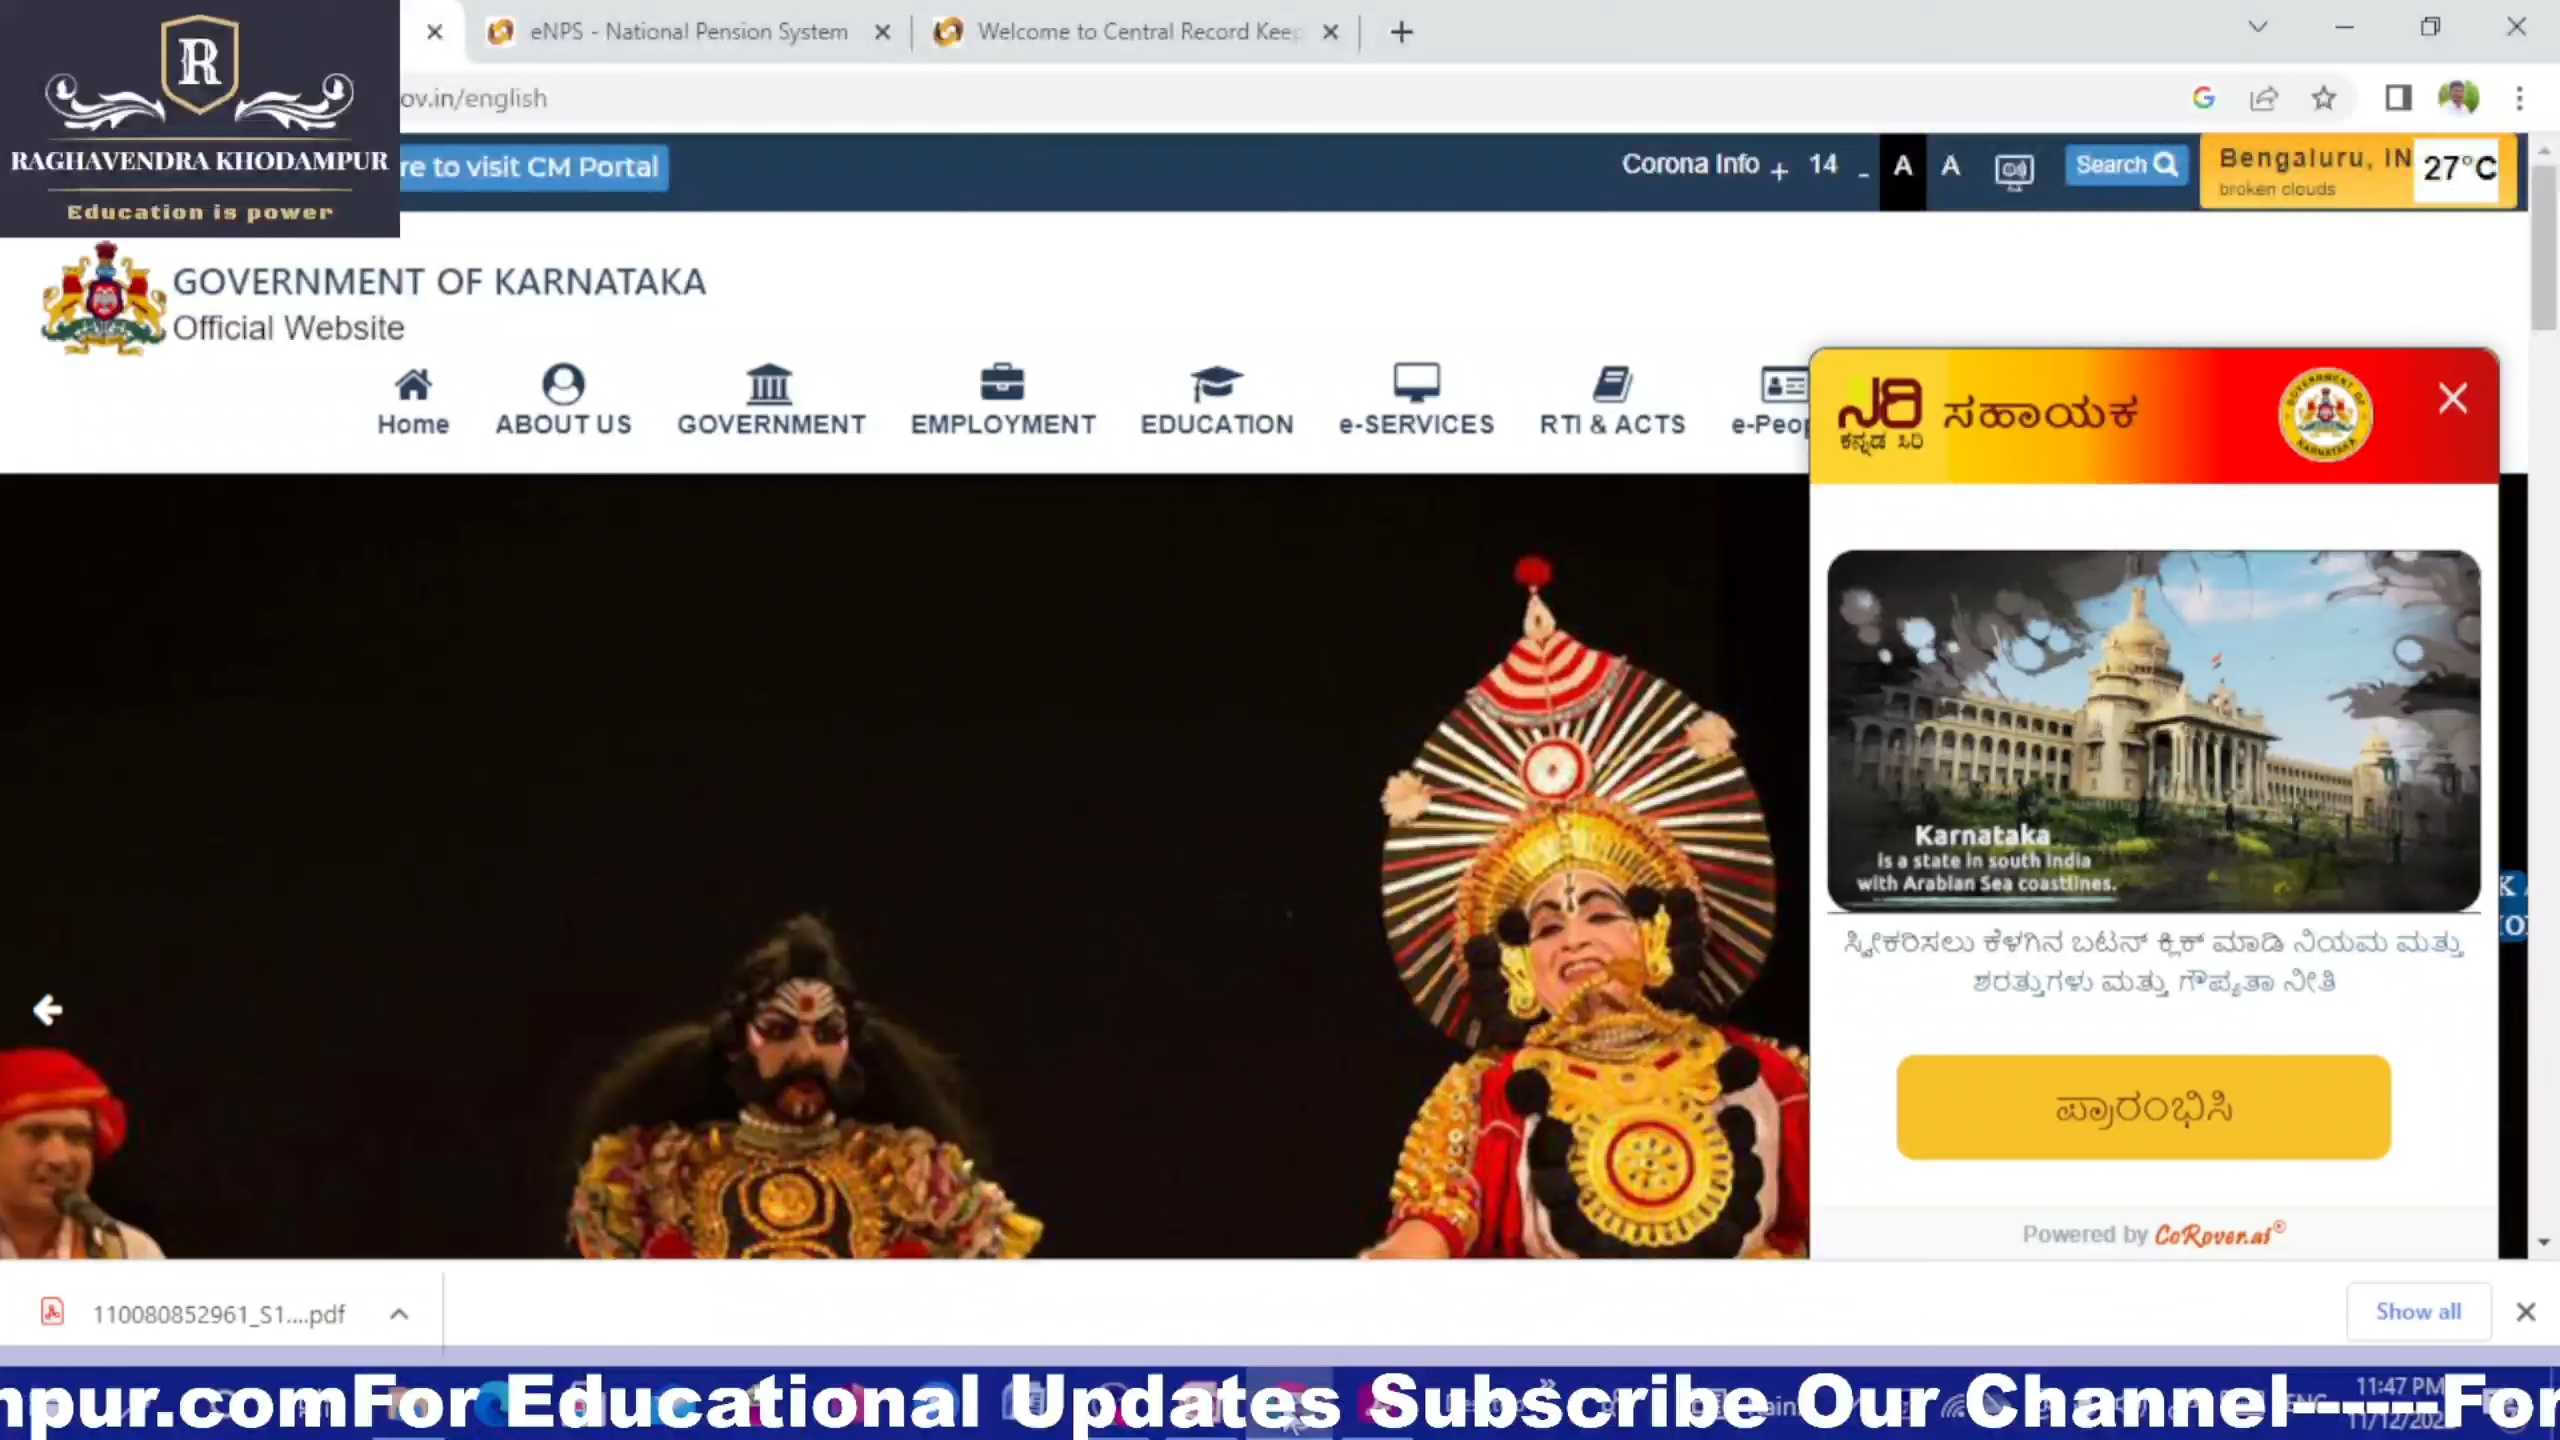 R
RAGHAVENDRA KHODAMPUR
Education is power
eNPS - National Pension System
Welcome to Central Record Keep
ov.in/english
re to visit CM Portal
Corona Info + 14 - A A
Search
Bengaluru, IN
broken clouds
27°C
GOVERNMENT OF KARNATAKA
Official Website
Home
ABOUT US
GOVERNMENT
EMPLOYMENT
EDUCATION
e-SERVICES
RTI & ACTS
e-Peop
ಕನ್ನಡ ಸಿರಿ
ಸಹಾಯಕ
Karnataka
is a state in south India
with Arabian Sea coastlines.
ಸ್ವೀಕರಿಸಲು ಕೆಳಗಿನ ಬಟನ್ ಕ್ಲಿಕ್ ಮಾಡಿ ನಿಯಮ ಮತ್ತು
ಶರತ್ತುಗಳು ಮತ್ತು ಗೌಪ್ಯತಾ ನೀತಿ
ಪ್ರಾರಂಭಿಸಿ
Powered by CoRover.ai®
110080852961_S1....pdf
Show all
mpur.comFor Educational Updates Subscribe Our Channel------For
11:47 PM